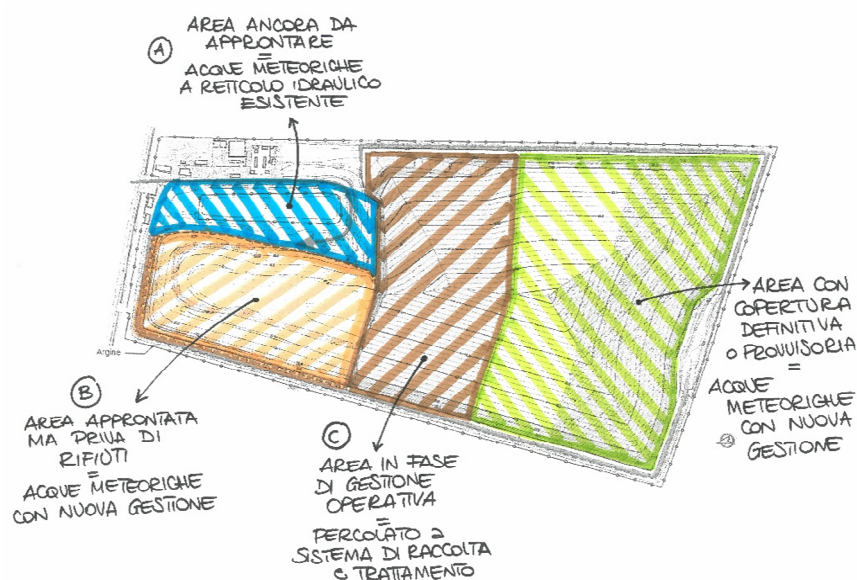 A
AREA ANCORA DA
APPRONTARE
=
ACQUE METEORICHE
A RETICOLO IDRAULICO
ESISTENTE
Argine
B
AREA APPRONTATA
MA PRIVA DI
RIFIUTI
=
ACQUE METEORICHE
CON NUOVA GESTIONE
C
AREA IN FASE
DI GESTIONE
OPERATIVA
=
PERCOLATO a
SISTEMA DI RACCOLTA
e TRATTAMENTO
AREA CON
COPERTURA
DEFINITIVA
o PROVVISORIA
=
ACQUE
METEORICHE
CON NUOVA
GESTIONE